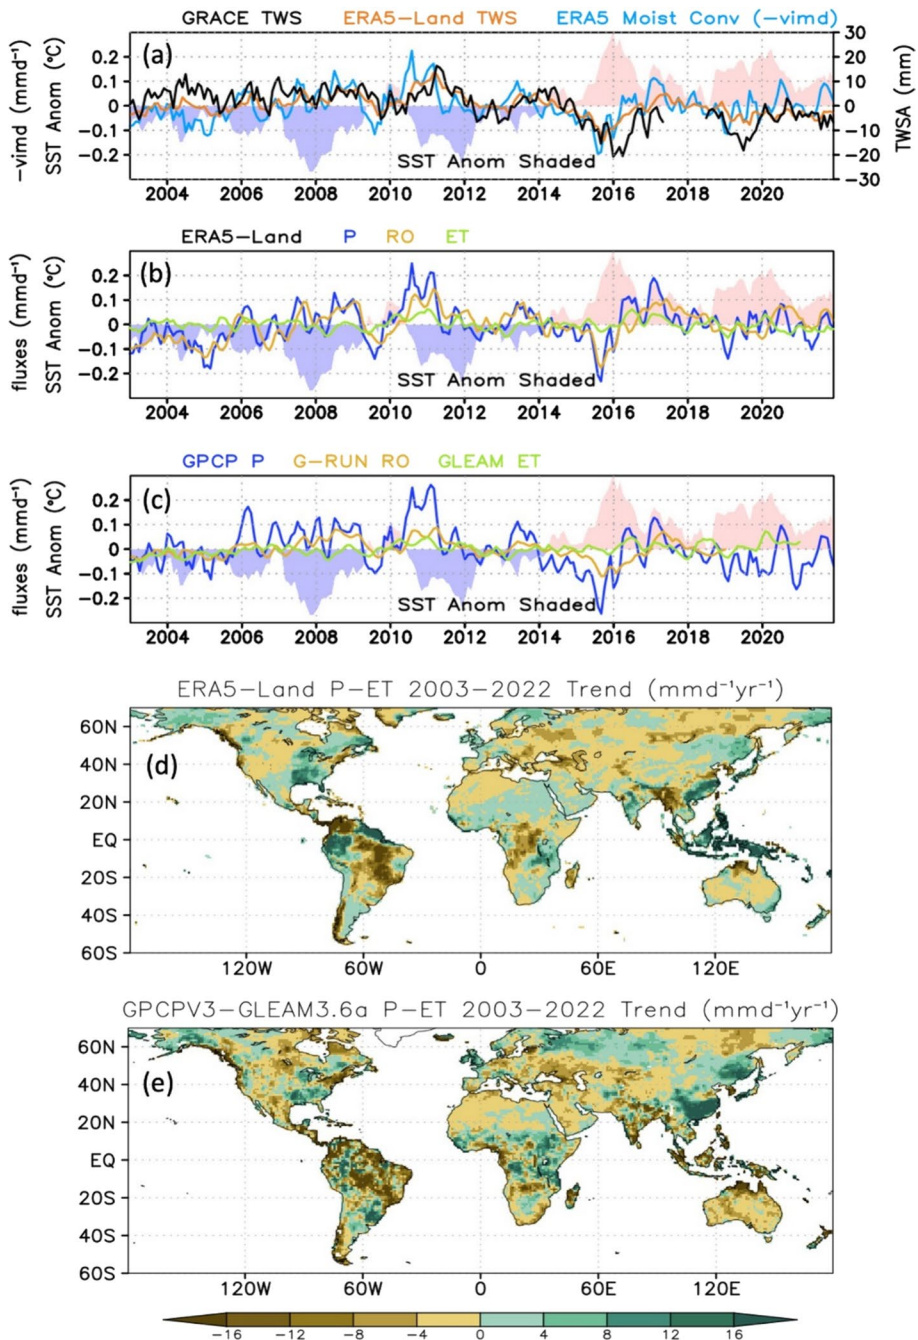 GRACE TWS ERA5-Land TWS ERA5 Moist Conv (-vimd)
(a)
-vimd (mmd⁻¹)
SST Anom (°C)
0.2
0.1
0
-0.1
-0.2
30
20
10
0
-10
-20
-30
TWSA (mm)
SST Anom Shaded
2004 2006 2008 2010 2012 2014 2016 2018 2020
ERA5-Land P RO ET
(b)
fluxes (mmd⁻¹)
SST Anom (°C)
0.2
0.1
0
-0.1
-0.2
SST Anom Shaded
2004 2006 2008 2010 2012 2014 2016 2018 2020
GPCP P G-RUN RO GLEAM ET
(c)
fluxes (mmd⁻¹)
SST Anom (°C)
0.2
0.1
0
-0.1
-0.2
SST Anom Shaded
2004 2006 2008 2010 2012 2014 2016 2018 2020
ERA5-Land P-ET 2003-2022 Trend (mmd⁻¹yr⁻¹)
(d)
60N
40N
20N
EQ
20S
40S
60S
120W 60W 0 60E 120E
GPCPV3-GLEAM3.6a P-ET 2003-2022 Trend (mmd⁻¹yr⁻¹)
(e)
60N
40N
20N
EQ
20S
40S
60S
120W 60W 0 60E 120E
-16 -12 -8 -4 0 4 8 12 16